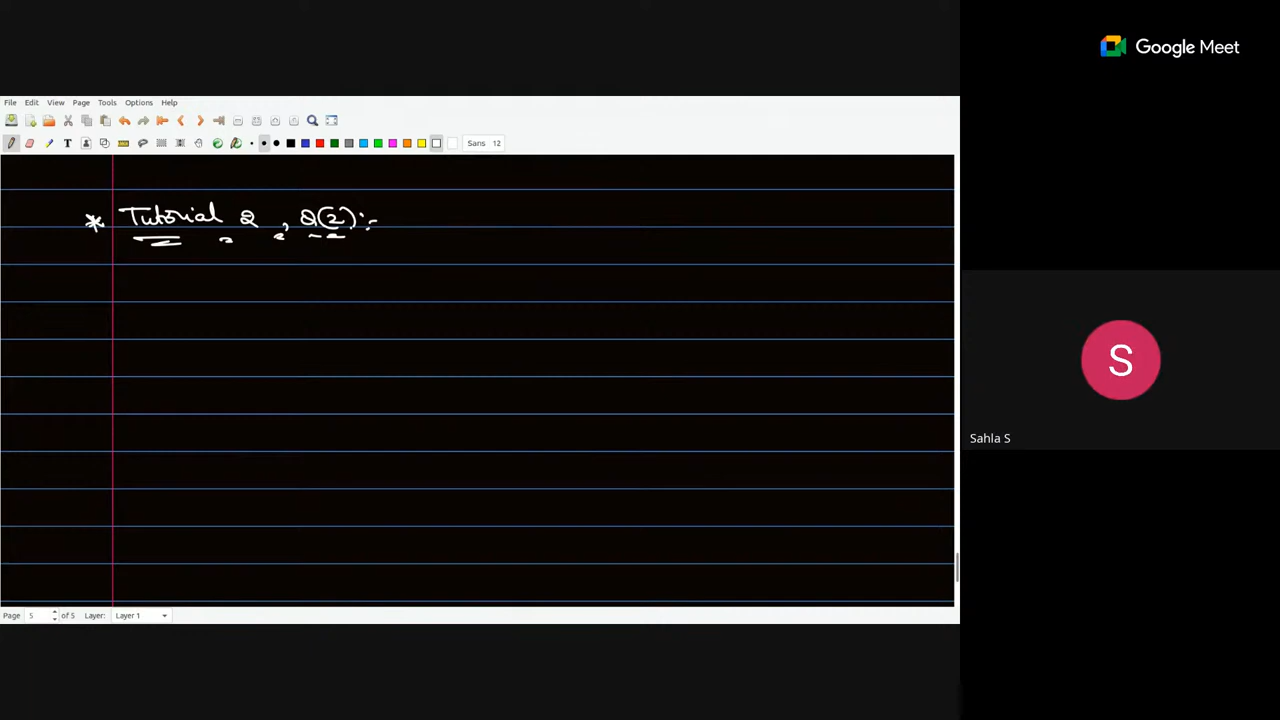 Google Meet
File Edit View Page Tools Options Help
T Sans 12
* Tutorial 2 , Q(2):-
S
Sahla S
Page 5 of 5 Layer: Layer 1